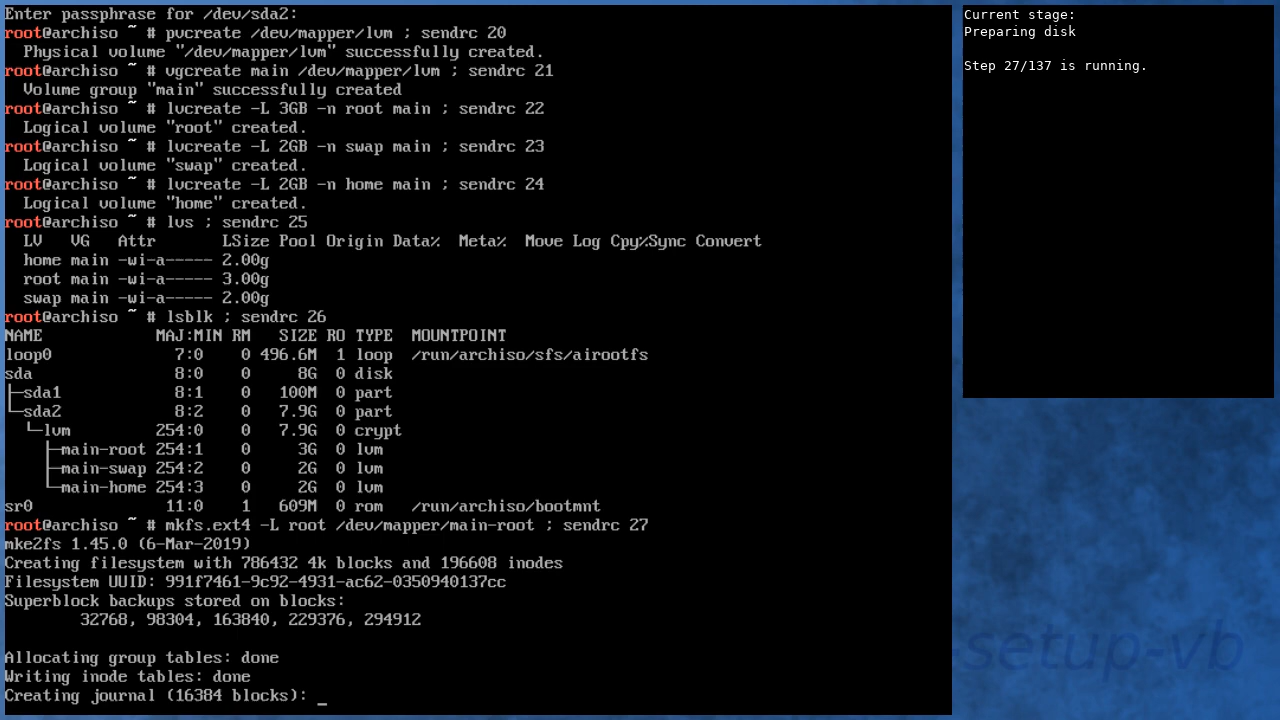 Enter passphrase for /dev/sda2:
root@archiso ~ # pvcreate /dev/mapper/lvm ; sendrc 20
  Physical volume "/dev/mapper/lvm" successfully created.
root@archiso ~ # vgcreate main /dev/mapper/lvm ; sendrc 21
  Volume group "main" successfully created
root@archiso ~ # lvcreate -L 3GB -n root main ; sendrc 22
  Logical volume "root" created.
root@archiso ~ # lvcreate -L 2GB -n swap main ; sendrc 23
  Logical volume "swap" created.
root@archiso ~ # lvcreate -L 2GB -n home main ; sendrc 24
  Logical volume "home" created.
root@archiso ~ # lvs ; sendrc 25
  LV   VG   Attr       LSize Pool Origin Data%  Meta%  Move Log Cpy%Sync Convert
  home main -wi-a----- 2.00g
  root main -wi-a----- 3.00g
  swap main -wi-a----- 2.00g
root@archiso ~ # lsblk ; sendrc 26
NAME            MAJ:MIN RM   SIZE RO TYPE  MOUNTPOINT
loop0             7:0    0 496.6M  1 loop  /run/archiso/sfs/airootfs
sda               8:0    0     8G  0 disk
├─sda1            8:1    0   100M  0 part
└─sda2            8:2    0   7.9G  0 part
  └─lvm         254:0    0   7.9G  0 crypt
    ├─main-root 254:1    0     3G  0 lvm
    ├─main-swap 254:2    0     2G  0 lvm
    └─main-home 254:3    0     2G  0 lvm
sr0              11:0    1   609M  0 rom   /run/archiso/bootmnt
root@archiso ~ # mkfs.ext4 -L root /dev/mapper/main-root ; sendrc 27
mke2fs 1.45.0 (6-Mar-2019)
Creating filesystem with 786432 4k blocks and 196608 inodes
Filesystem UUID: 991f7461-9c92-4931-ac62-0350940137cc
Superblock backups stored on blocks:
        32768, 98304, 163840, 229376, 294912
Allocating group tables: done
Writing inode tables: done
Creating journal (16384 blocks): _
Current stage:
Preparing disk
Step 27/137 is running.
-setup-vb